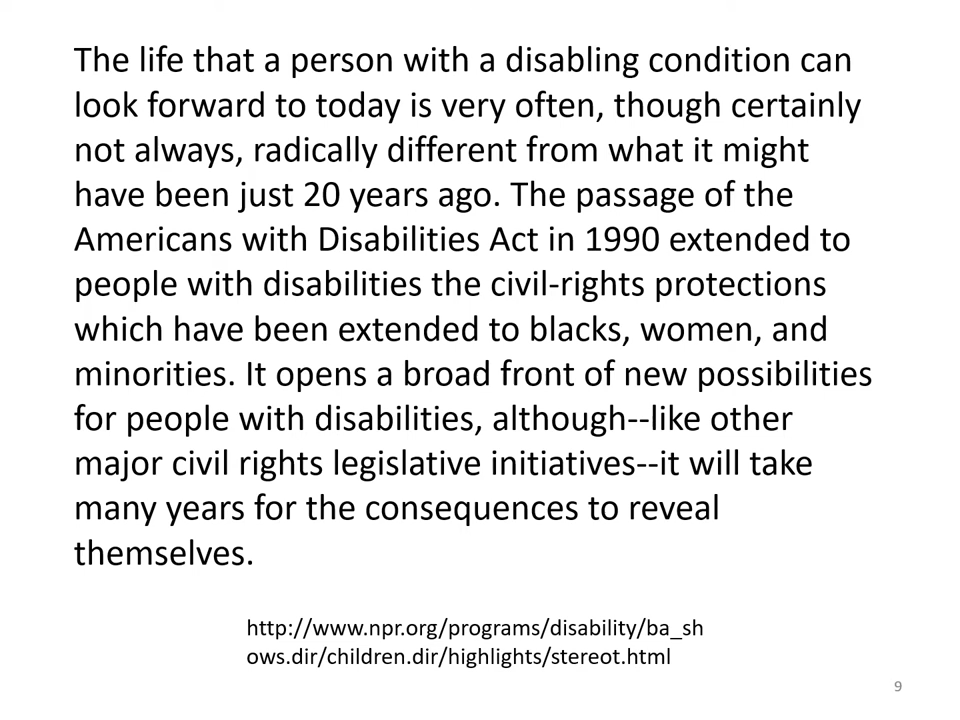 The life that a person with a disabling condition can
look forward to today is very often, though certainly
not always, radically different from what it might
have been just 20 years ago. The passage of the
Americans with Disabilities Act in 1990 extended to
people with disabilities the civil-rights protections
which have been extended to blacks, women, and
minorities. It opens a broad front of new possibilities
for people with disabilities, although--like other
major civil rights legislative initiatives--it will take
many years for the consequences to reveal
themselves.
http://www.npr.org/programs/disability/ba_sh
ows.dir/children.dir/highlights/stereot.html
9